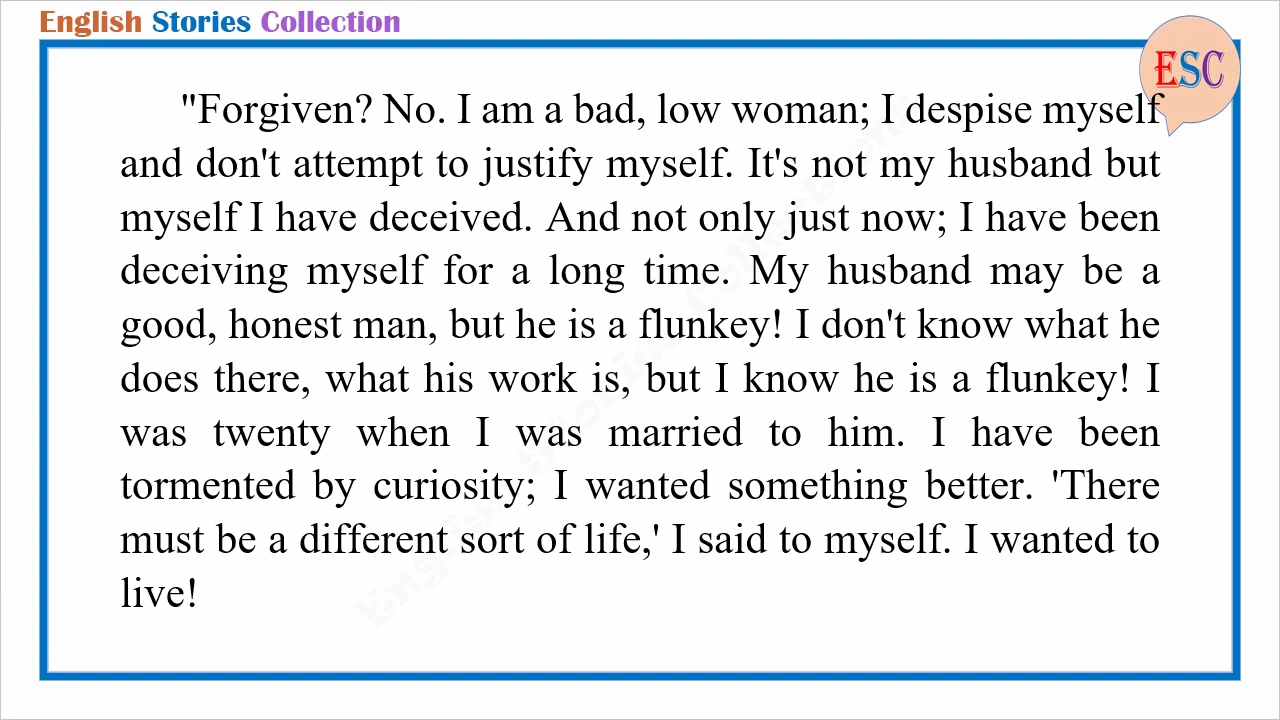 English Stories Collection
ESC
"Forgiven? No. I am a bad, low woman; I despise myself
and don't attempt to justify myself. It's not my husband but
myself I have deceived. And not only just now; I have been
deceiving myself for a long time. My husband may be a
good, honest man, but he is a flunkey! I don't know what he
does there, what his work is, but I know he is a flunkey! I
was twenty when I was married to him. I have been
tormented by curiosity; I wanted something better. 'There
must be a different sort of life,' I said to myself. I wanted to
live!
English Stories Collection